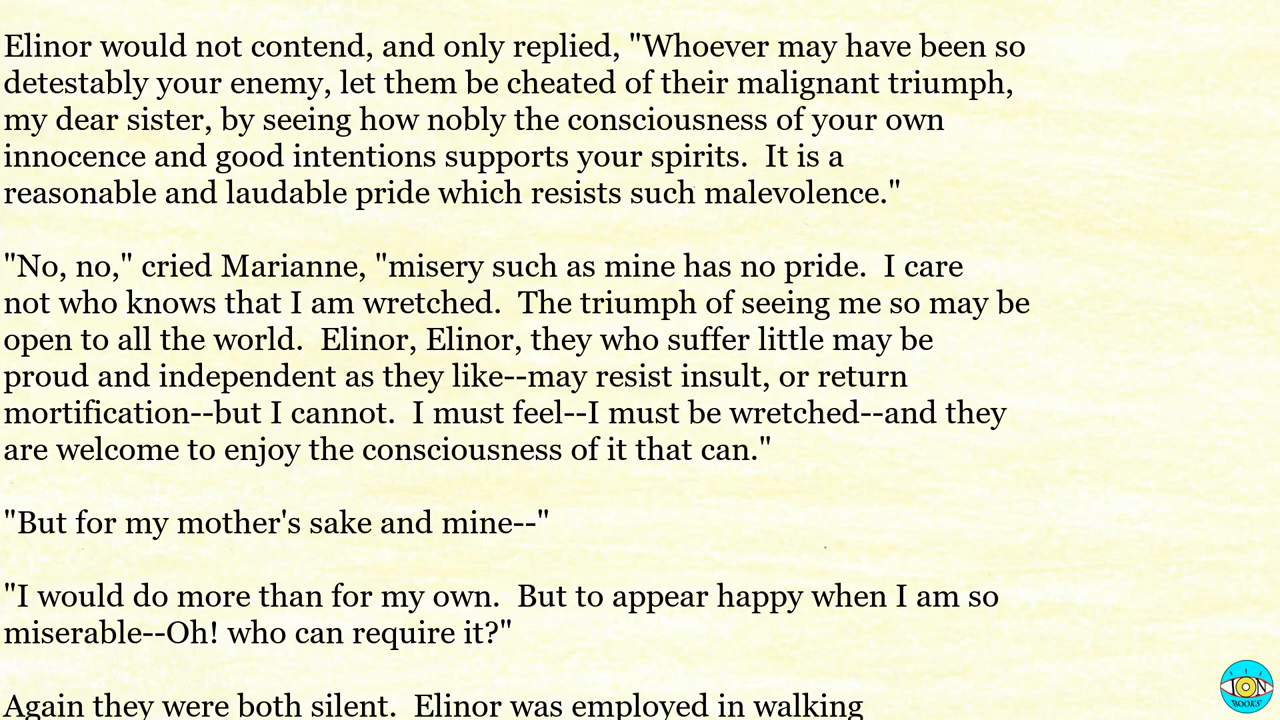 Elinor would not contend, and only replied, "Whoever may have been so
detestably your enemy, let them be cheated of their malignant triumph,
my dear sister, by seeing how nobly the consciousness of your own
innocence and good intentions supports your spirits.  It is a
reasonable and laudable pride which resists such malevolence."
"No, no," cried Marianne, "misery such as mine has no pride.  I care
not who knows that I am wretched.  The triumph of seeing me so may be
open to all the world.  Elinor, Elinor, they who suffer little may be
proud and independent as they like--may resist insult, or return
mortification--but I cannot.  I must feel--I must be wretched--and they
are welcome to enjoy the consciousness of it that can."
"But for my mother's sake and mine--"
"I would do more than for my own.  But to appear happy when I am so
miserable--Oh! who can require it?"
Again they were both silent.  Elinor was employed in walking
ION
BOOKS